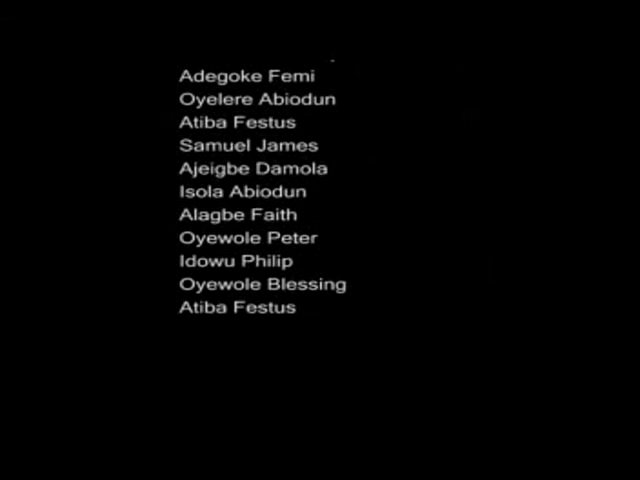 Adegoke Femi
Oyelere Abiodun
Atiba Festus
Samuel James
Ajeigbe Damola
Isola Abiodun
Alagbe Faith
Oyewole Peter
Idowu Philip
Oyewole Blessing
Atiba Festus